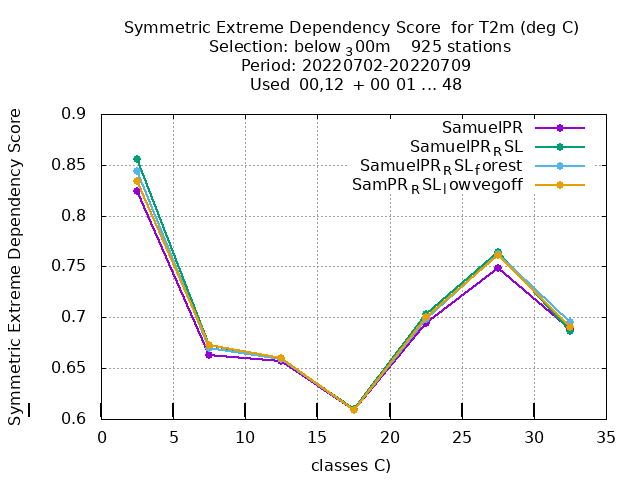 Symmetric Extreme Dependency Score for T2m (deg C)
Selection: below ₃00m 925 stations
Period: 20220702-20220709
Used 00,12 + 00 01 ... 48
Symmetric Extreme Dependency Score
0.9
0.85
0.8
0.75
0.7
0.65
0.6
SamuelPR
SamuelPR_RSL
SamuelPR_RSL_forest
SamPR_RSL_lowvegoff
0 5 10 15 20 25 30 35
classes C)